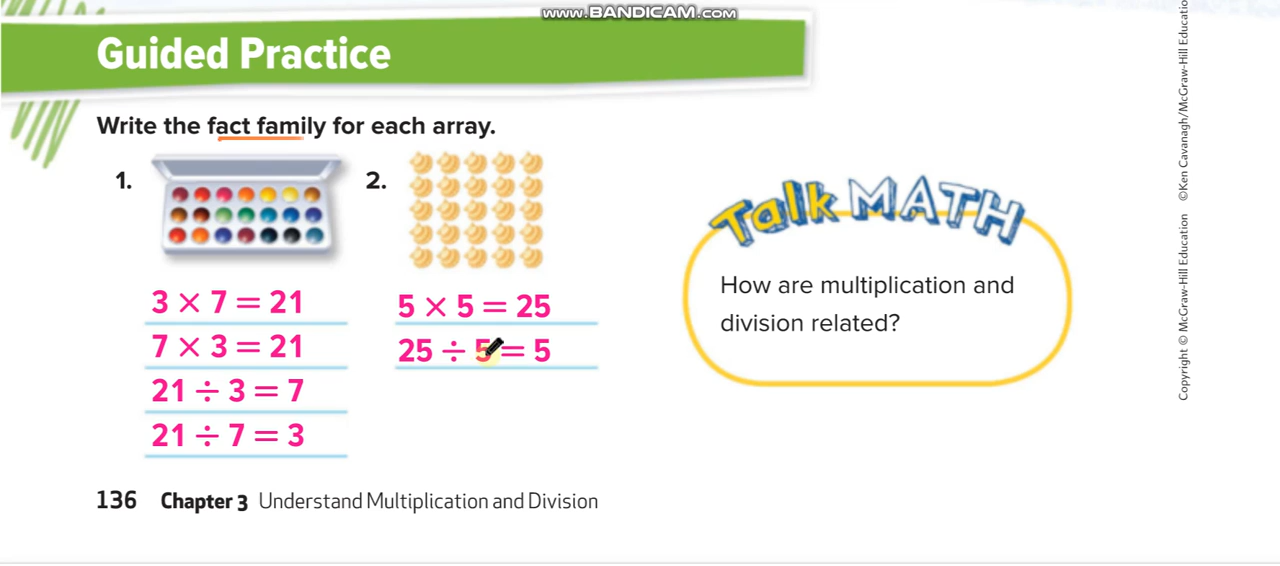 www.BANDICAM.com
Guided Practice
Write the fact family for each array.
1.
3 × 7 = 21
7 × 3 = 21
21 ÷ 3 = 7
21 ÷ 7 = 3
2.
5 × 5 = 25
25 ÷ 5 = 5
Talk MATH
How are multiplication and
division related?
136 Chapter 3 Understand Multiplication and Division
Copyright © McGraw-Hill Education ©Ken Cavanagh/McGraw-Hill Educatio